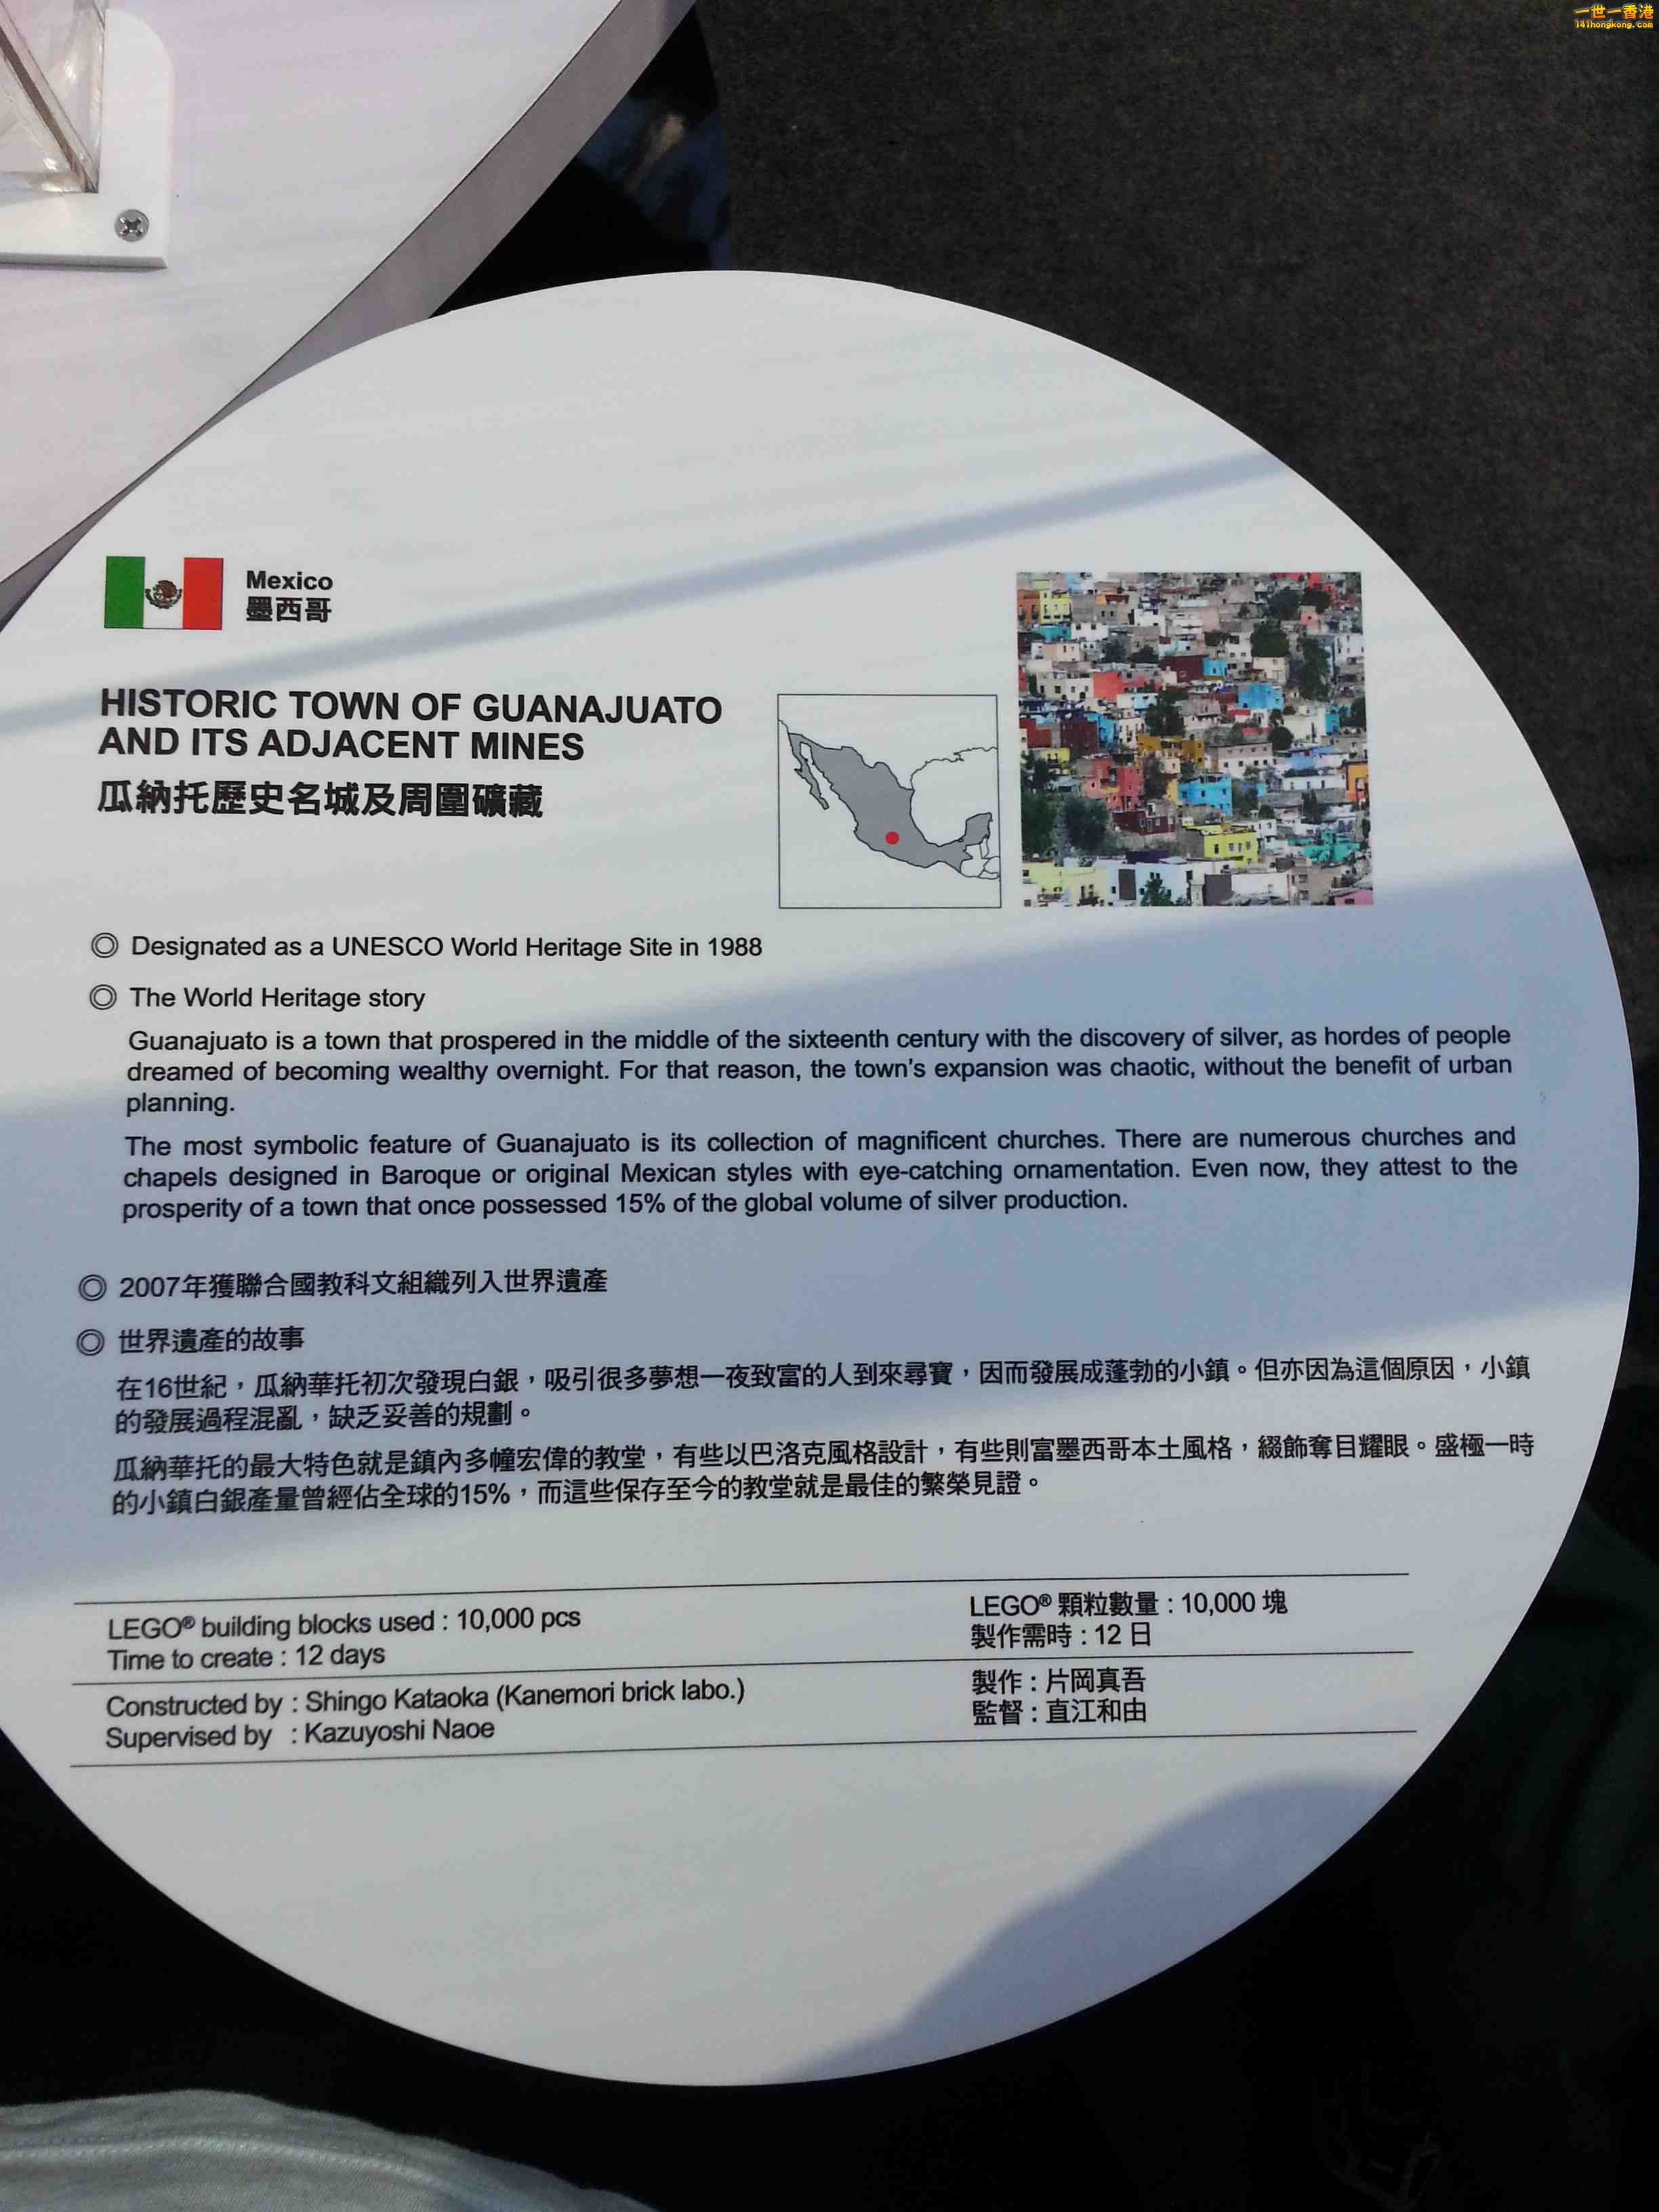 一世一香港
141hongkong.com
Mexico
墨西哥
HISTORIC TOWN OF GUANAJUATO
AND ITS ADJACENT MINES
瓜納托歷史名城及周圍礦藏
◎ Designated as a UNESCO World Heritage Site in 1988
◎ The World Heritage story
Guanajuato is a town that prospered in the middle of the sixteenth century with the discovery of silver, as hordes of people
dreamed of becoming wealthy overnight. For that reason, the town's expansion was chaotic, without the benefit of urban
planning.
The most symbolic feature of Guanajuato is its collection of magnificent churches. There are numerous churches and
chapels designed in Baroque or original Mexican styles with eye-catching ornamentation. Even now, they attest to the
prosperity of a town that once possessed 15% of the global volume of silver production.
◎ 2007年獲聯合國教科文組織列入世界遺產
◎ 世界遺產的故事
在16世紀，瓜納華托初次發現白銀，吸引很多夢想一夜致富的人到來尋寶，因而發展成蓬勃的小鎮。但亦因為這個原因，小鎮
的發展過程混亂，缺乏妥善的規劃。
瓜納華托的最大特色就是鎮內多幢宏偉的教堂，有些以巴洛克風格設計，有些則富墨西哥本土風格，綴飾奪目耀眼。盛極一時
的小鎮白銀產量曾經佔全球的15%，而這些保存至今的教堂就是最佳的繁榮見證。
LEGO® building blocks used : 10,000 pcs
Time to create : 12 days
LEGO® 顆粒數量 : 10,000 塊
製作需時 : 12 日
Constructed by : Shingo Kataoka (Kanemori brick labo.)
Supervised by : Kazuyoshi Naoe
製作 : 片岡真吾
監督 : 直江和由